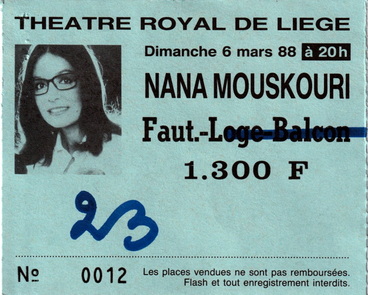 THEATRE ROYAL DE LIEGE
Dimanche 6 mars 88 à 20h
NANA MOUSKOURI
Faut.-Loge-Balcon
1.300 F
23
Nº 0012
Les places vendues ne sont pas remboursées.
Flash et tout enregistrement interdits.